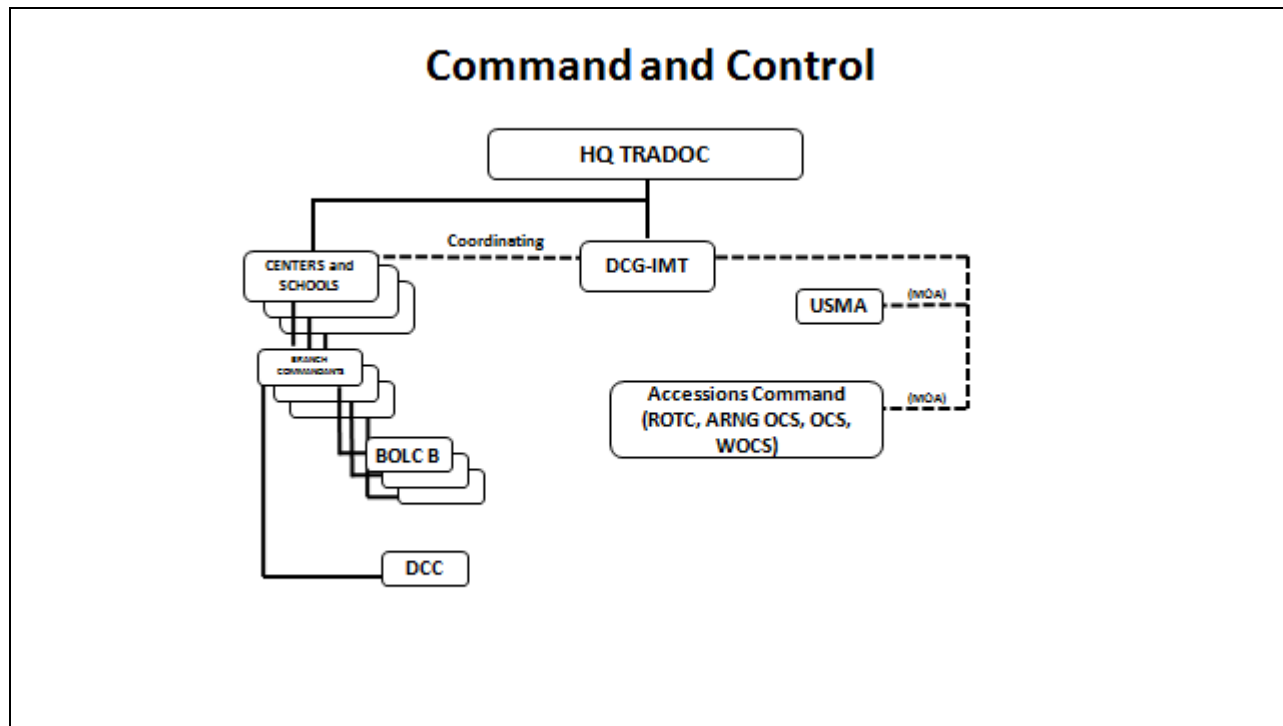 Command and Control
HQ TRADOC
Coordinating
CENTERS and
SCHOOLS
DCG-IMT
USMA
(MOA)
BRANCH
COMMANDANTS
Accessions Command
(ROTC, ARNG OCS, OCS,
WOCS)
(MOA)
BOLC B
DCC